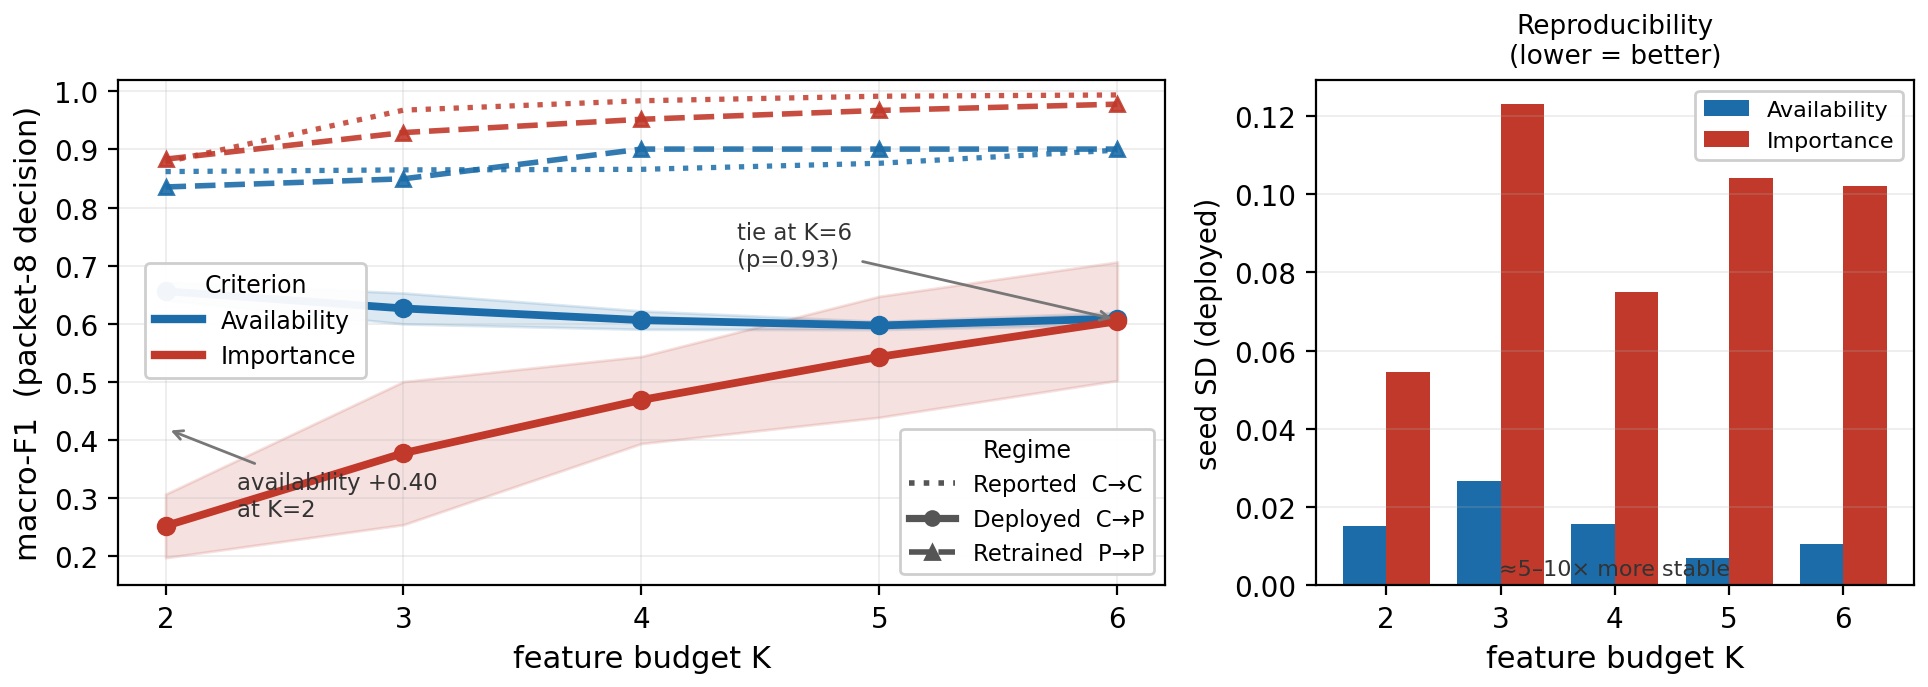 macro-F1 (packet-8 decision)
1.0
0.9
0.8
0.7
0.6
0.5
0.4
0.3
0.2
tie at K=6
(p=0.93)
Criterion
Availability
Importance
availability +0.40
at K=2
Regime
Reported C→C
Deployed C→P
Retrained P→P
2
3
4
5
6
feature budget K
Reproducibility
(lower = better)
seed SD (deployed)
0.12
0.10
0.08
0.06
0.04
0.02
0.00
Availability
Importance
≈5–10× more stable
2
3
4
5
6
feature budget K